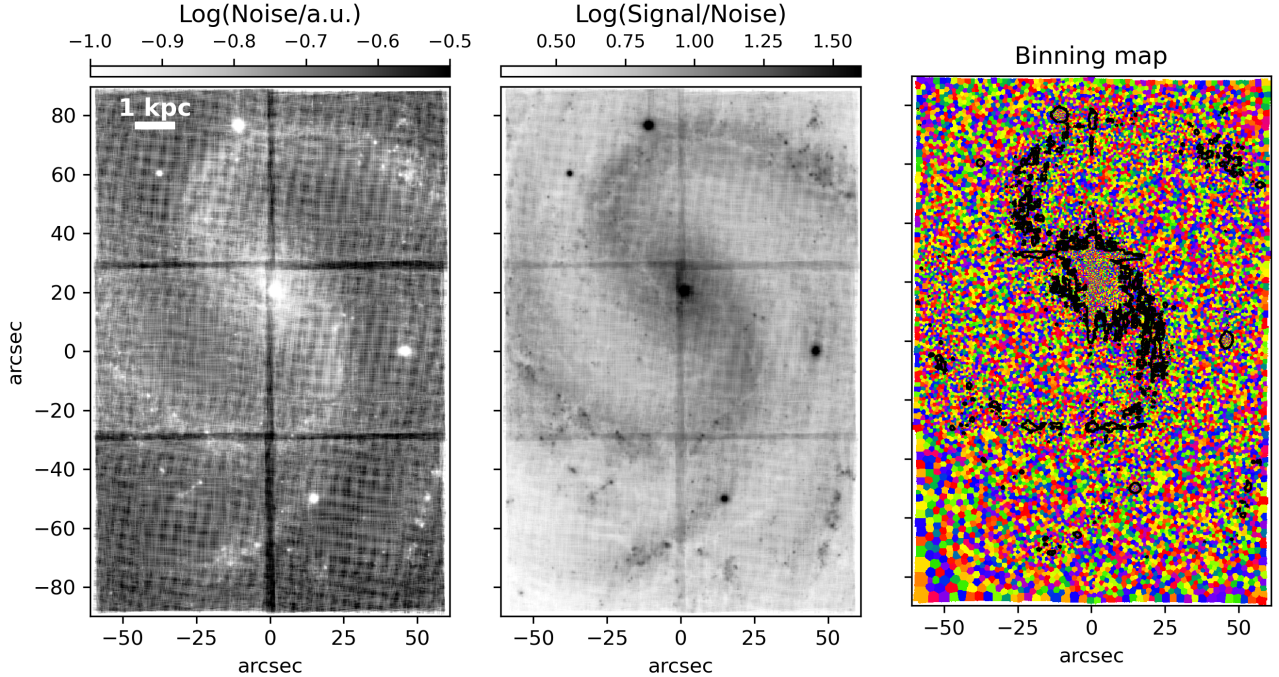 Log(Noise/a.u.)
−1.0 −0.9 −0.8 −0.7 −0.6 −0.5
1 kpc
80
60
40
20
0
−20
−40
−60
−80
arcsec
−50 −25 0 25 50
arcsec
Log(Signal/Noise)
0.50 0.75 1.00 1.25 1.50
−50 −25 0 25 50
arcsec
Binning map
−50 −25 0 25 50
arcsec